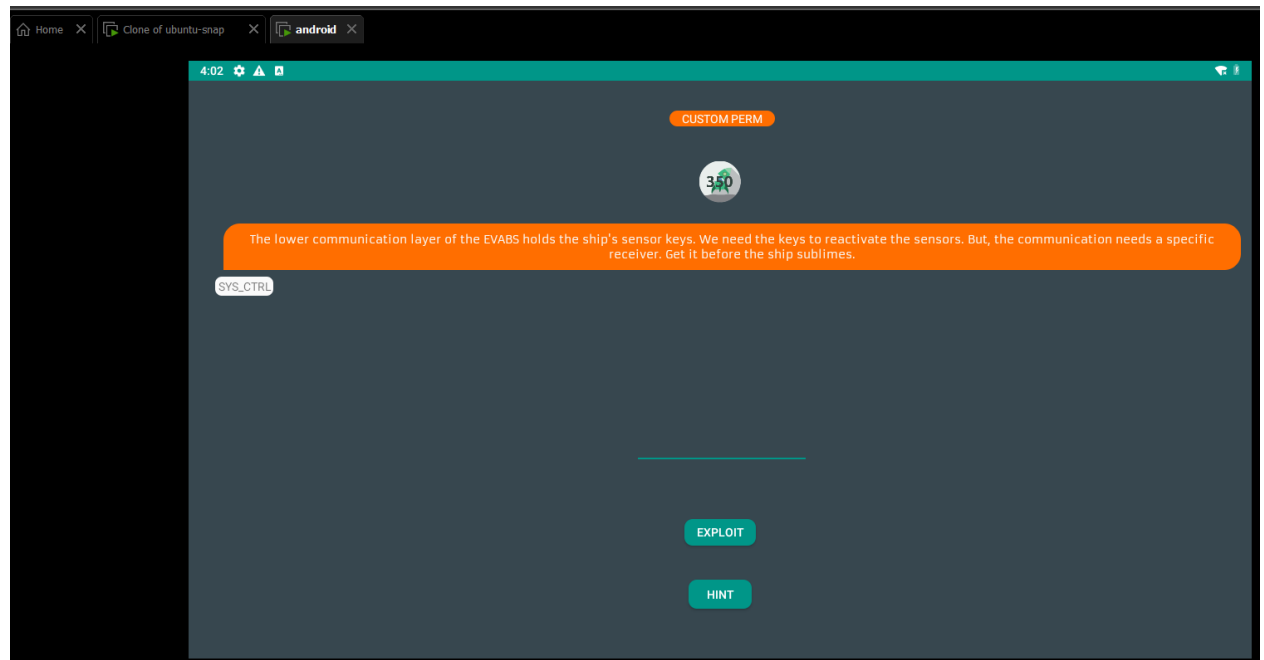 Home
Clone of ubuntu-snap
android
4:02
CUSTOM PERM
350
The lower communication layer of the EVABS holds the ship's sensor keys. We need the keys to reactivate the sensors. But, the communication needs a specific
receiver. Get it before the ship sublimes.
SYS_CTRL
EXPLOIT
HINT